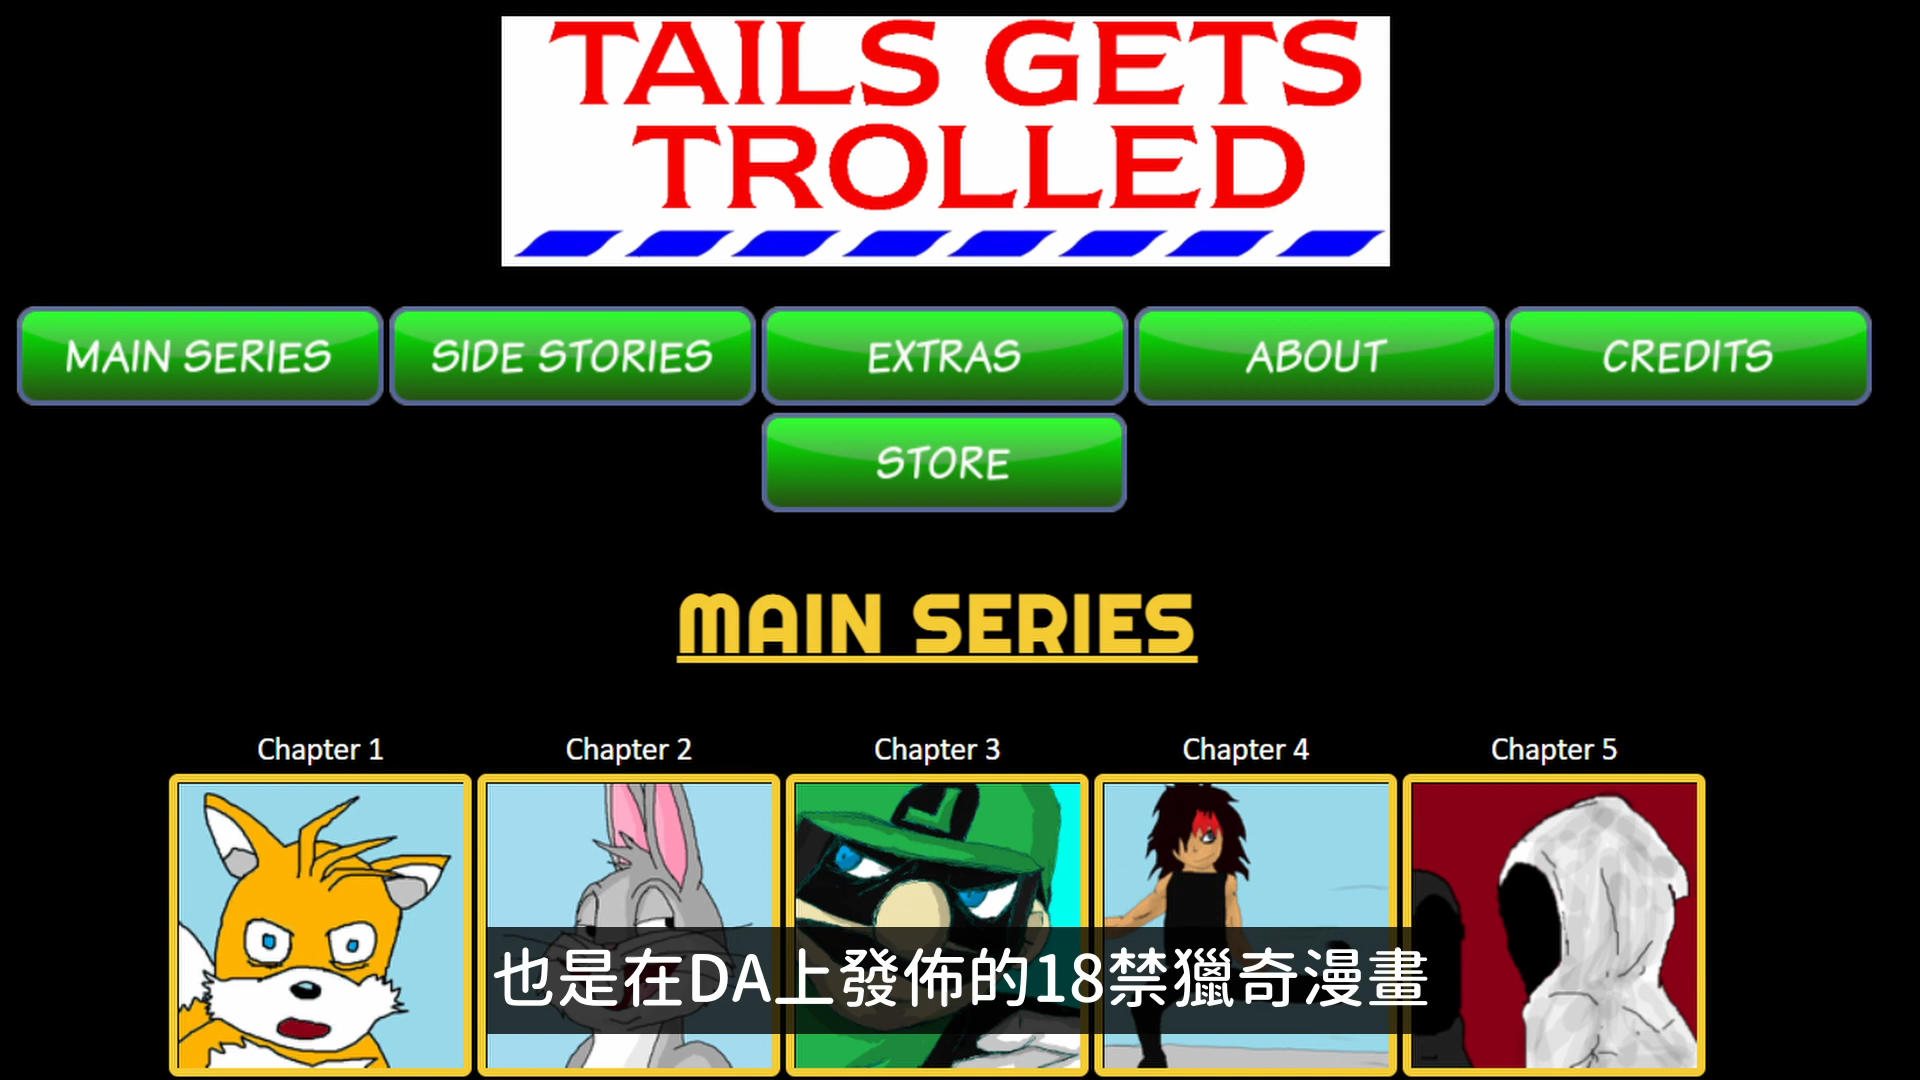 TAILS GETS
TROLLED
MAIN SERIES
SIDE STORIES
EXTRAS
ABOUT
CREDITS
STORE
MAIN SERIES
Chapter 1
Chapter 2
Chapter 3
Chapter 4
Chapter 5
也是在DA上發佈的18禁獵奇漫畫